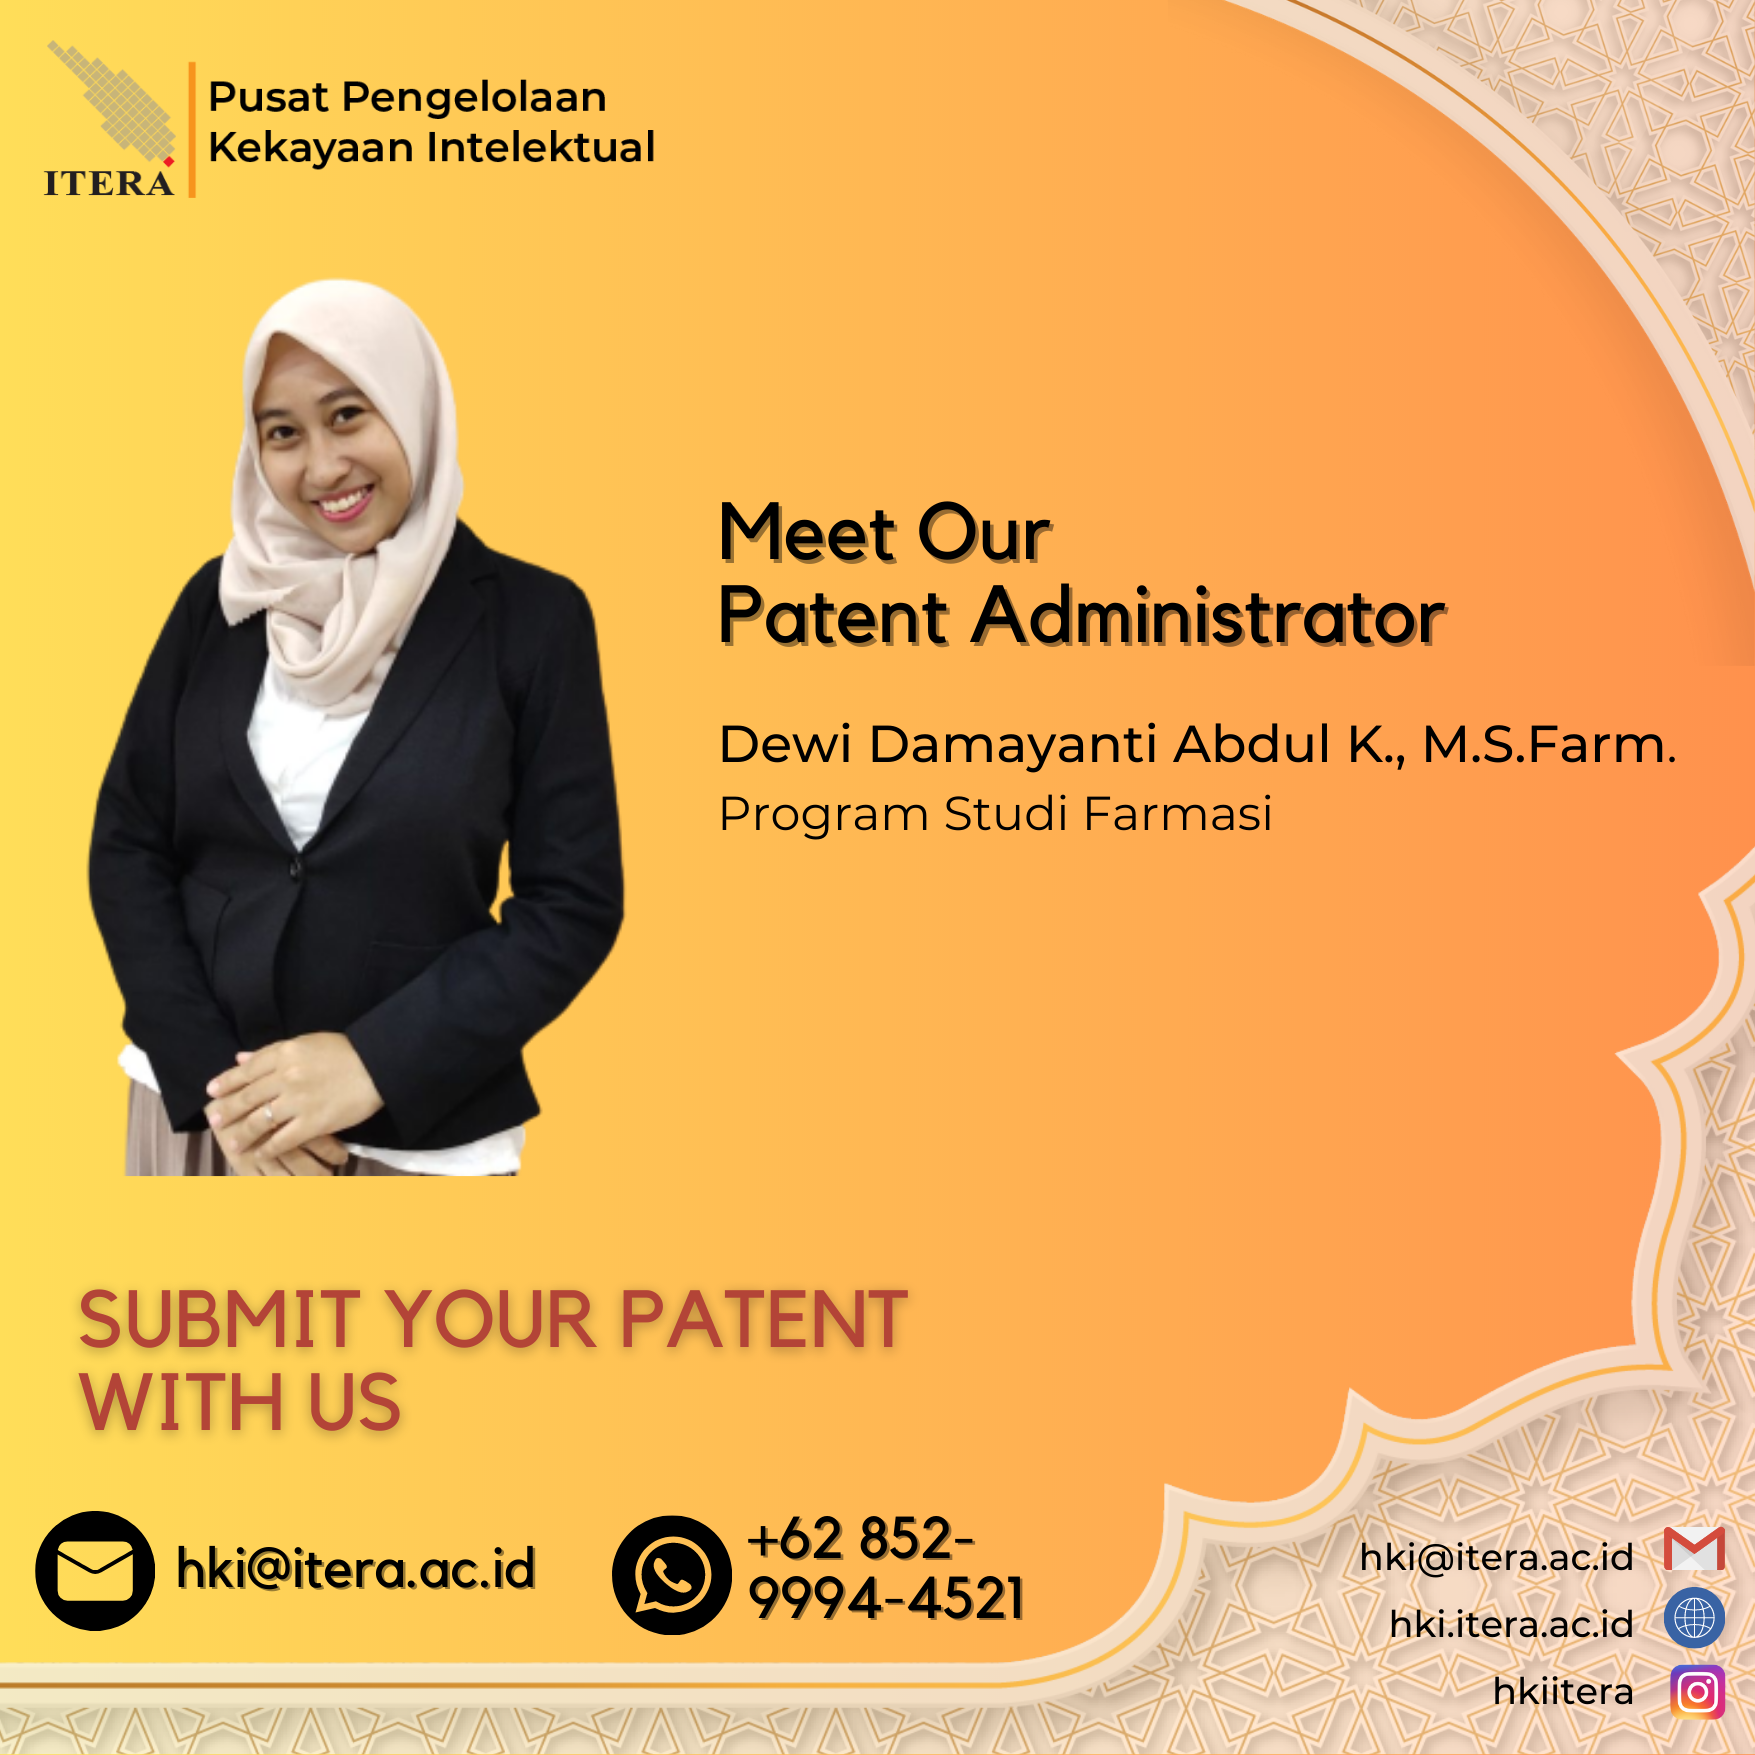 ITERA
Pusat Pengelolaan
Kekayaan Intelektual
Meet Our
Patent Administrator
Dewi Damayanti Abdul K., M.S.Farm.
Program Studi Farmasi
SUBMIT YOUR PATENT
WITH US
hki@itera.ac.id
+62 852-
9994-4521
hki@itera.ac.id
hki.itera.ac.id
hkiitera